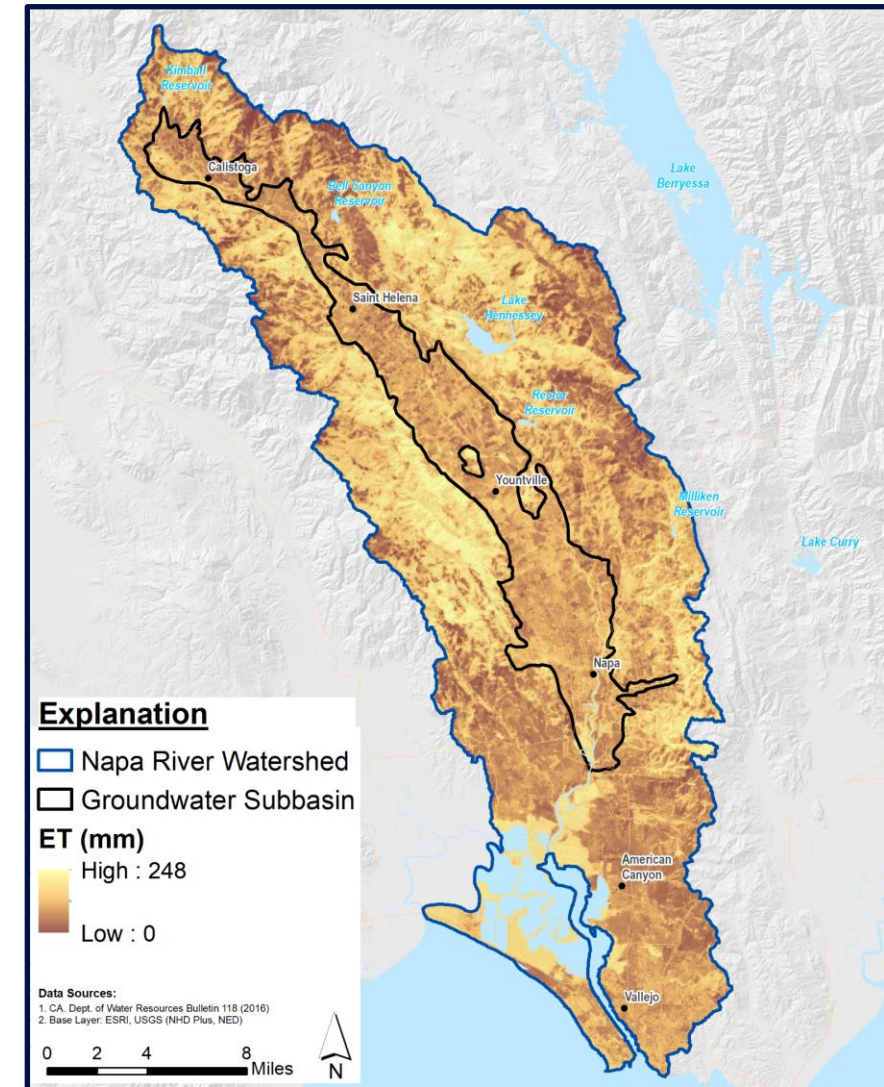 Kimball
Reservoir
Calistoga
Bell Canyon
Reservoir
Lake
Berryessa
Saint Helena
Lake
Hennessey
Rector
Reservoir
Yountville
Milliken
Reservoir
Lake Curry
Napa
American
Canyon
Vallejo
Explanation
Napa River Watershed
Groundwater Subbasin
ET (mm)
High : 248
Low : 0
Data Sources:
1. CA. Dept. of Water Resources Bulletin 118 (2016)
2. Base Layer: ESRI, USGS (NHD Plus, NED)
0 2 4 8
Miles
N